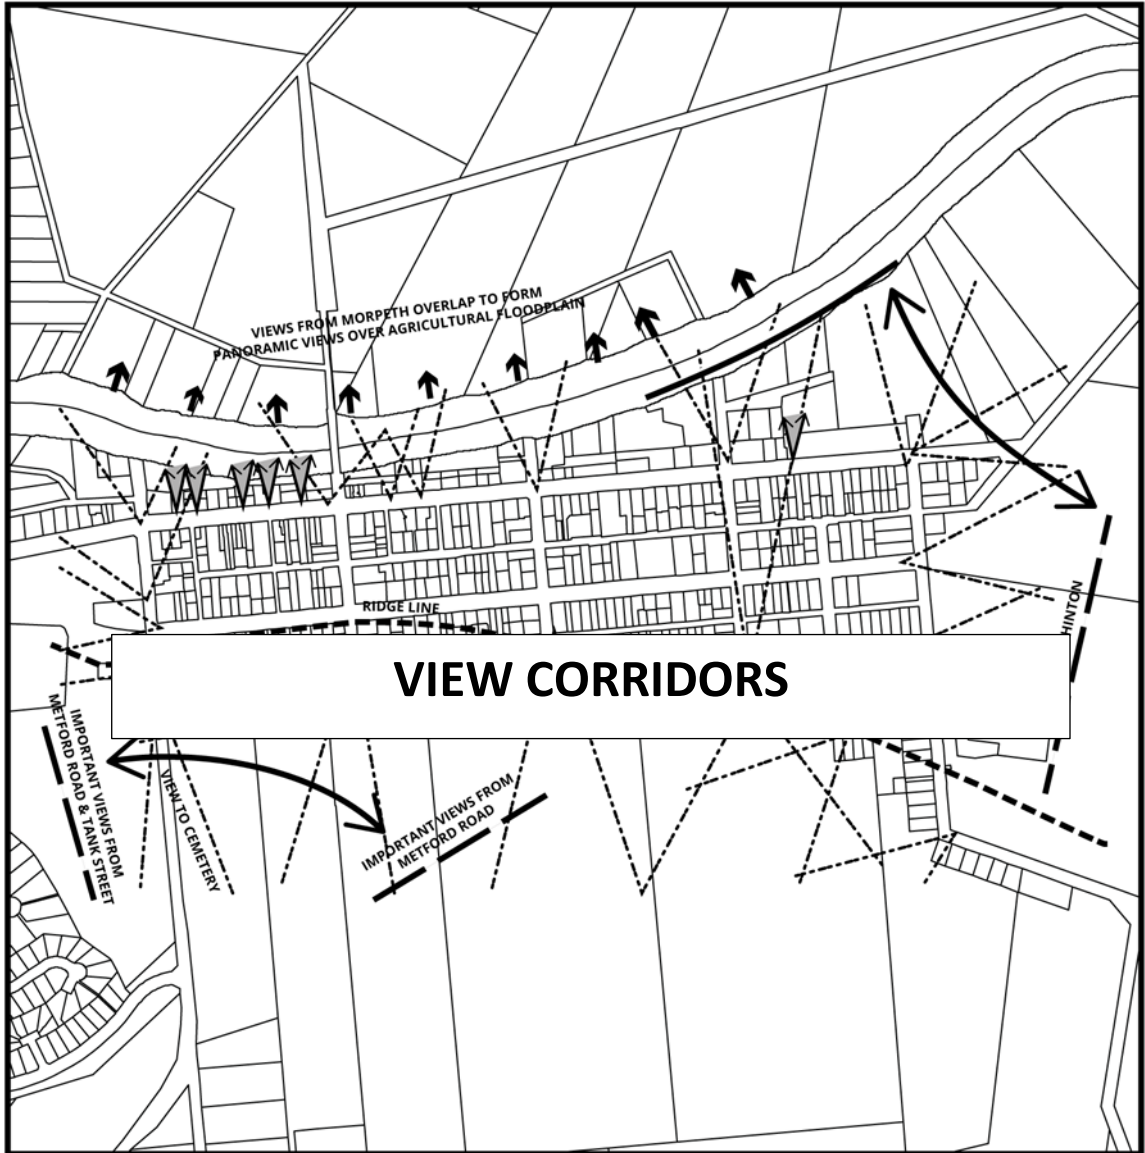 VIEWS FROM MORPETH OVERLAP TO FORM
PANORAMIC VIEWS OVER AGRICULTURAL FLOODPLAIN
RIDGE LINE
HINTON
VIEW CORRIDORS
IMPORTANT VIEWS FROM
METFORD ROAD & TANK STREET
VIEW TO CEMETERY
IMPORTANT VIEWS FROM
METFORD ROAD